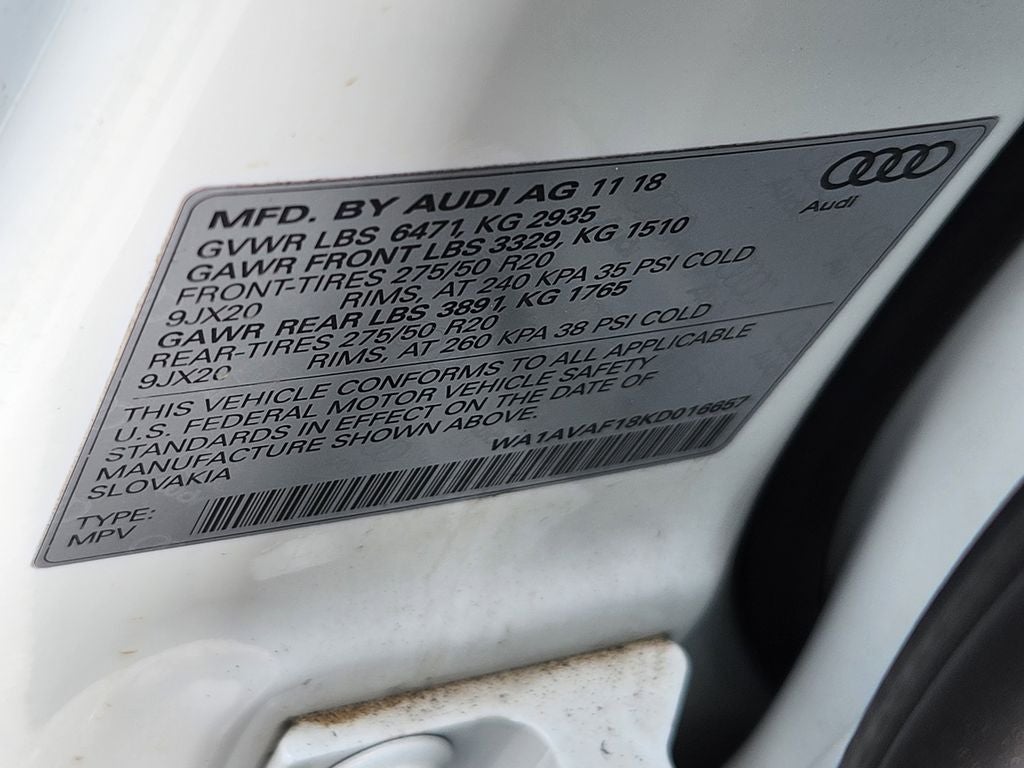 MFD. BY AUDI AG 11 18
Audi
GVWR LBS 6471, KG 2935
GAWR FRONT LBS 3329, KG 1510
FRONT-TIRES 275/50 R20
9JX20 RIMS, AT 240 KPA 35 PSI COLD
GAWR REAR LBS 3891, KG 1765
REAR-TIRES 275/50 R20
9JX20 RIMS, AT 260 KPA 38 PSI COLD
THIS VEHICLE CONFORMS TO ALL APPLICABLE
U.S. FEDERAL MOTOR VEHICLE SAFETY
STANDARDS IN EFFECT ON THE DATE OF
MANUFACTURE SHOWN ABOVE.
SLOVAKIA
WA1AVAF18KD016657
TYPE:
MPV